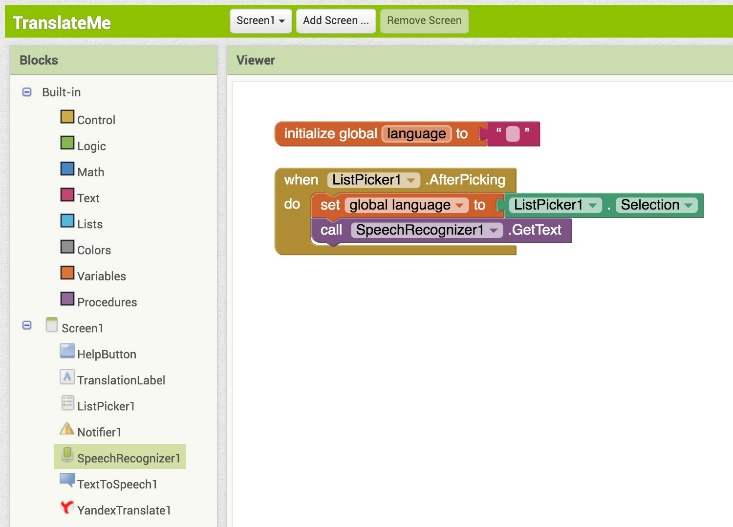 TranslateMe
Screen1 Add Screen ... Remove Screen
Blocks
Viewer
Built-in
Control
Logic
Math
Text
Lists
Colors
Variables
Procedures
Screen1
HelpButton
TranslationLabel
ListPicker1
Notifier1
SpeechRecognizer1
TextToSpeech1
YandexTranslate1
initialize global language to “ ”
when ListPicker1 .AfterPicking
do set global language to ListPicker1 . Selection
call SpeechRecognizer1 .GetText